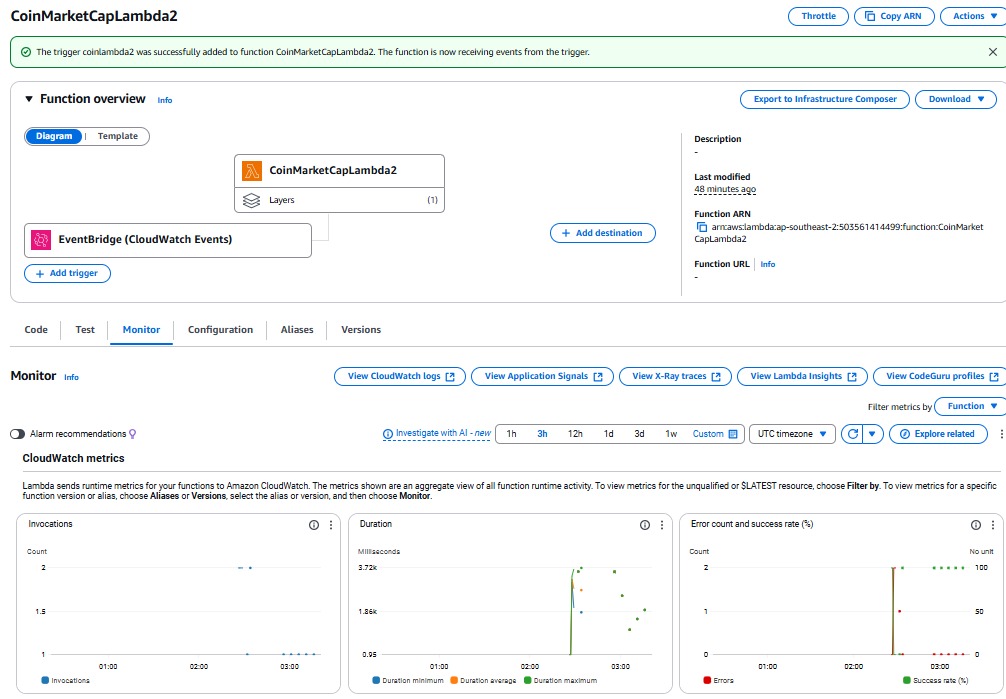 CoinMarketCapLambda2
Throttle
Copy ARN
Actions
The trigger coinlambda2 was successfully added to function CoinMarketCapLambda2. The function is now receiving events from the trigger.
Function overview
Info
Export to Infrastructure Composer
Download
Diagram
Template
CoinMarketCapLambda2
Layers
(1)
EventBridge (CloudWatch Events)
Add trigger
Add destination
Description
-
Last modified
48 minutes ago
Function ARN
arn:aws:lambda:ap-southeast-2:503561414499:function:CoinMarket
CapLambda2
Function URL
Info
-
Code
Test
Monitor
Configuration
Aliases
Versions
Monitor
Info
View CloudWatch logs
View Application Signals
View X-Ray traces
View Lambda Insights
View CodeGuru profiles
Filter metrics by
Function
Alarm recommendations
Investigate with AI - new
1h
3h
12h
1d
3d
1w
Custom
UTC timezone
Explore related
CloudWatch metrics
Lambda sends runtime metrics for your functions to Amazon CloudWatch. The metrics shown are an aggregate view of all function runtime activity. To view metrics for the unqualified or $LATEST resource, choose Filter by. To view metrics for a specific
function version or alias, choose Aliases or Versions, select the alias or version, and then choose Monitor.
Invocations
Count
2
1.5
1
01:00
02:00
03:00
Invocations
Duration
Milliseconds
3.72k
1.86k
0.95
01:00
02:00
03:00
Duration minimum
Duration average
Duration maximum
Error count and success rate (%)
Count
No unit
2
100
1
50
0
0
01:00
02:00
03:00
Errors
Success rate (%)